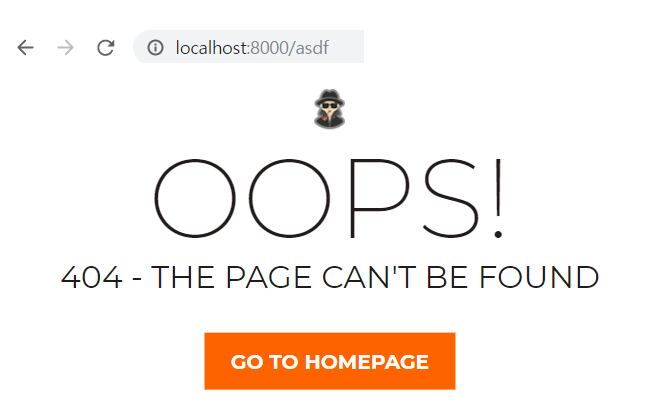 localhost:8000/asdf
OOPS!
404 - THE PAGE CAN'T BE FOUND
GO TO HOMEPAGE